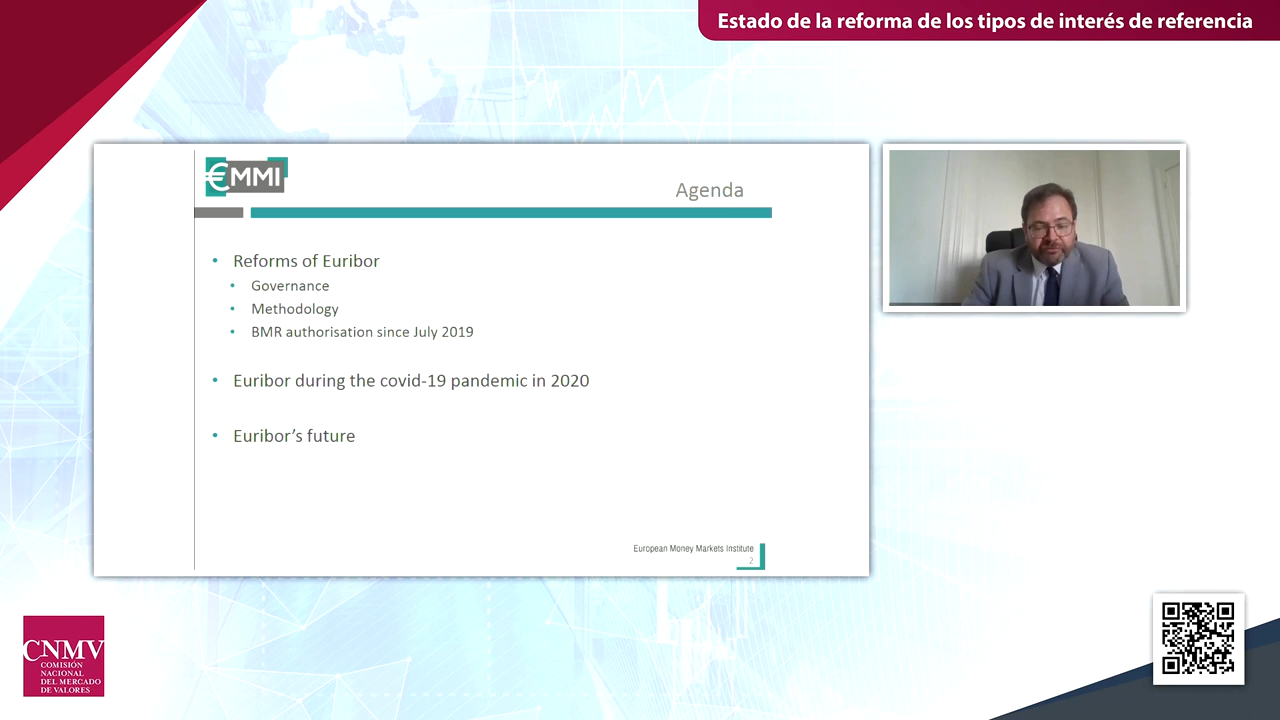 Estado de la reforma de los tipos de interés de referencia
€MMI
Agenda
• Reforms of Euribor
• Governance
• Methodology
• BMR authorisation since July 2019
• Euribor during the covid-19 pandemic in 2020
• Euribor’s future
European Money Markets Institute
2
CNMV
COMISIÓN
NACIONAL
DEL MERCADO
DE VALORES